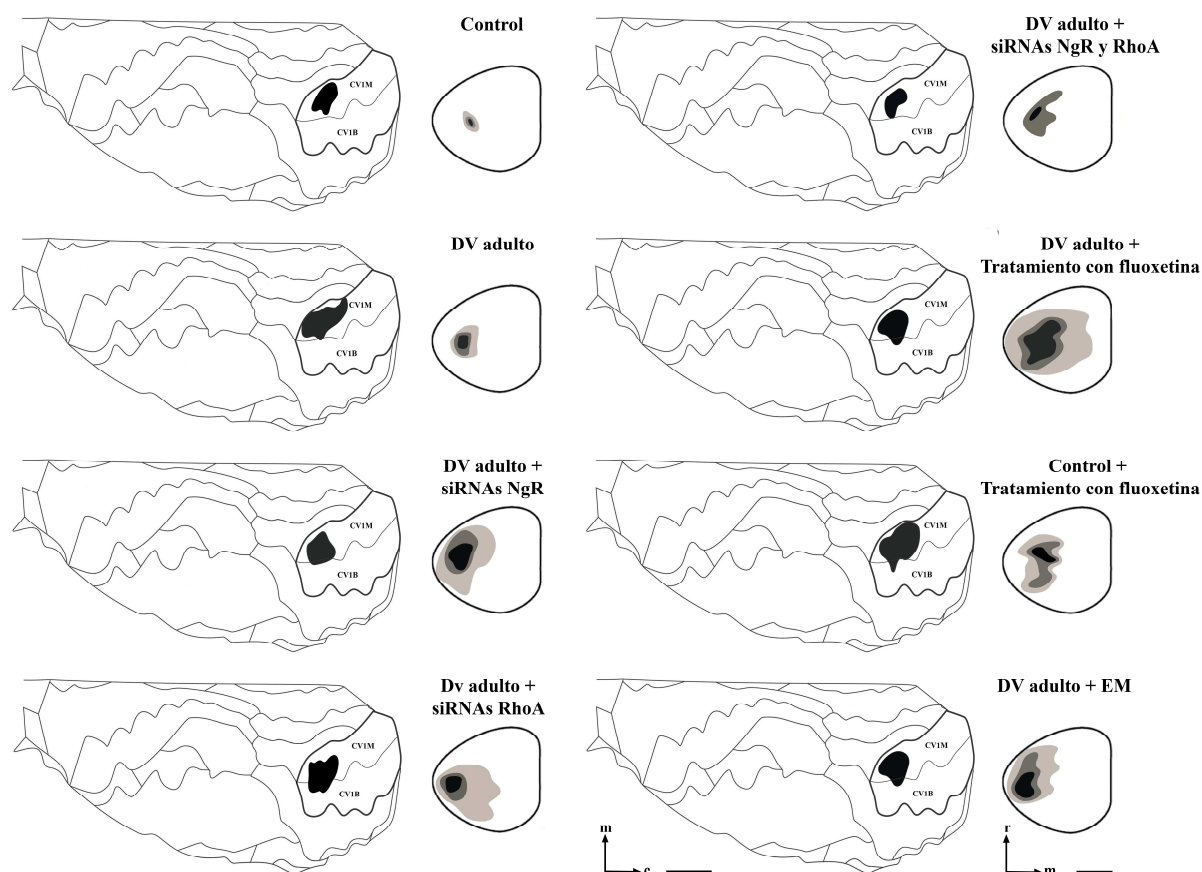 Control
CV1M
CV1B
DV adulto +
siRNAs NgR y RhoA
CV1M
CV1B
DV adulto
CV1M
CV1B
DV adulto +
Tratamiento con fluoxetina
CV1M
CV1B
DV adulto +
siRNAs NgR
CV1M
CV1B
Control +
Tratamiento con fluoxetina
CV1M
CV1B
Dv adulto +
siRNAs RhoA
CV1M
CV1B
DV adulto + EM
CV1M
CV1B
m
c
r
m